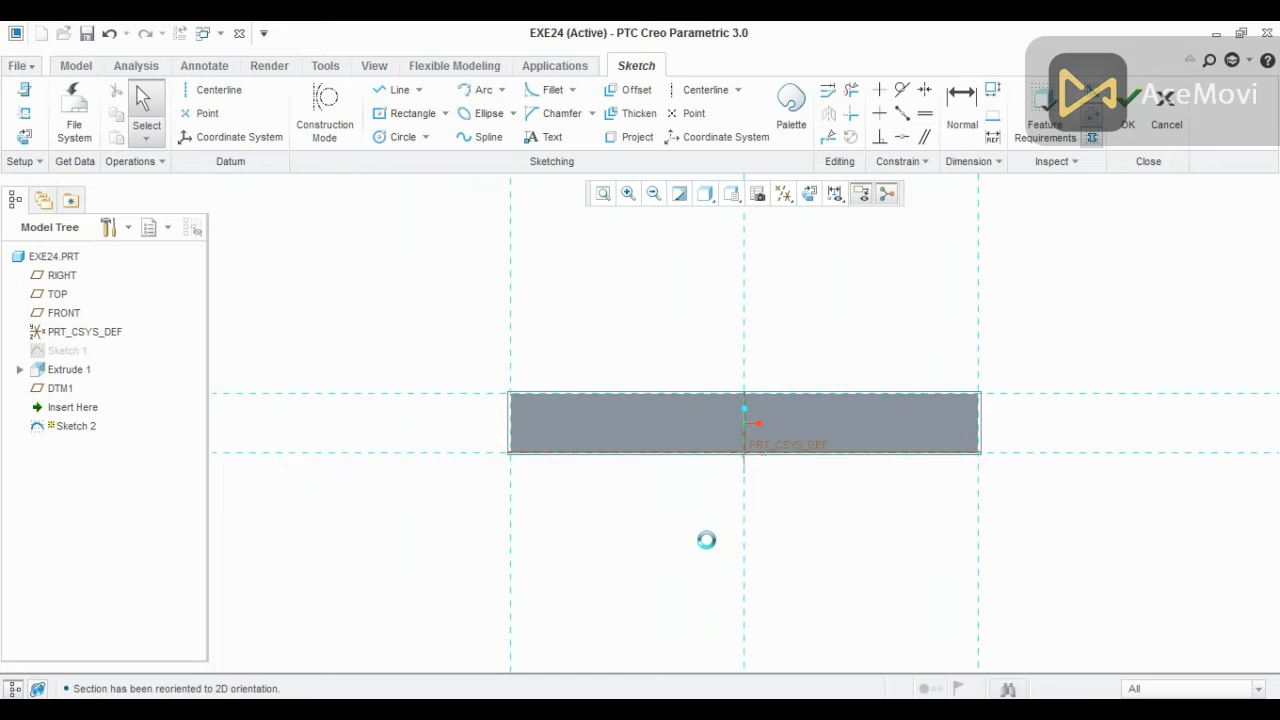 EXE24 (Active) - PTC Creo Parametric 3.0
File Model Analysis Annotate Render Tools View Flexible Modeling Applications Sketch
AceMovi
Centerline Line Arc Fillet Offset Centerline
Point Rectangle Ellipse Chamfer Thicken Point
Coordinate System Circle Spline Text Project Coordinate System
File System Select Construction Mode Palette Normal Feature Requirements OK Cancel
REF
Setup Get Data Operations Datum Sketching Editing Constrain Dimension Inspect Close
Model Tree
EXE24.PRT
RIGHT
TOP
FRONT
PRT_CSYS_DEF
Sketch 1
Extrude 1
DTM1
Insert Here
Sketch 2
PRT_CSYS_DEF
Section has been reoriented to 2D orientation.
All